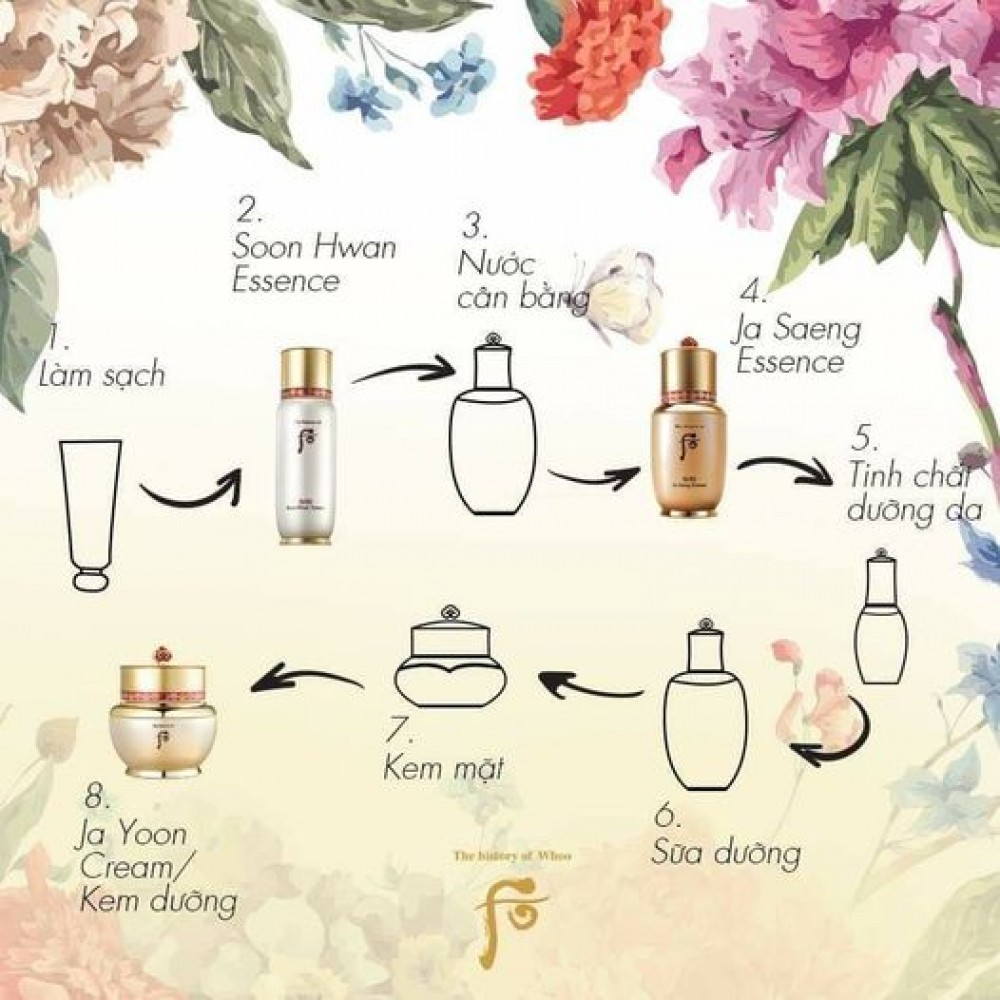 1.
Làm sạch
2.
Soon Hwan
Essence
3.
Nước
cân bằng
4.
Ja Saeng
Essence
5.
Tinh chất
dưỡng da
6.
Sữa dưỡng
7.
Kem mặt
8.
Ja Yoon
Cream/
Kem dưỡng
The history of Whoo